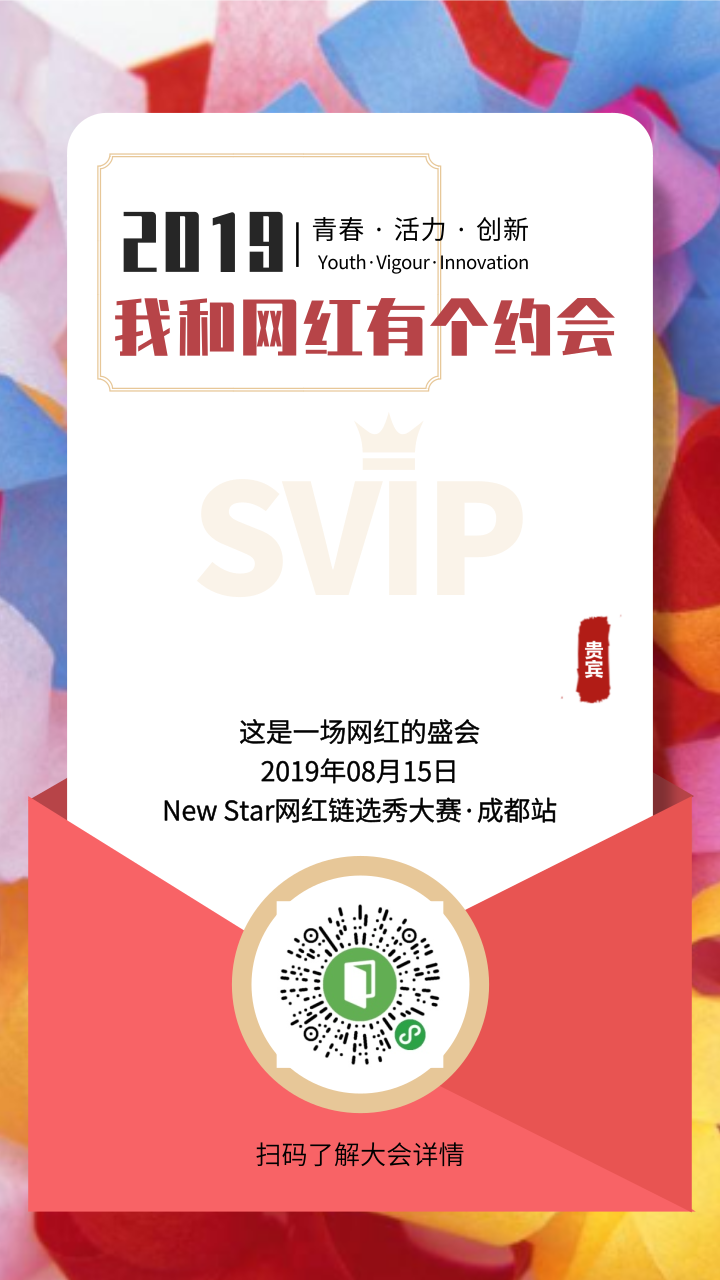 2019
青春 · 活力 · 创新
Youth·Vigour·Innovation
我和网红有个约会
SVIP
贵宾
这是一场网红的盛会
2019年08月15日
New Star网红链选秀大赛·成都站
扫码了解大会详情